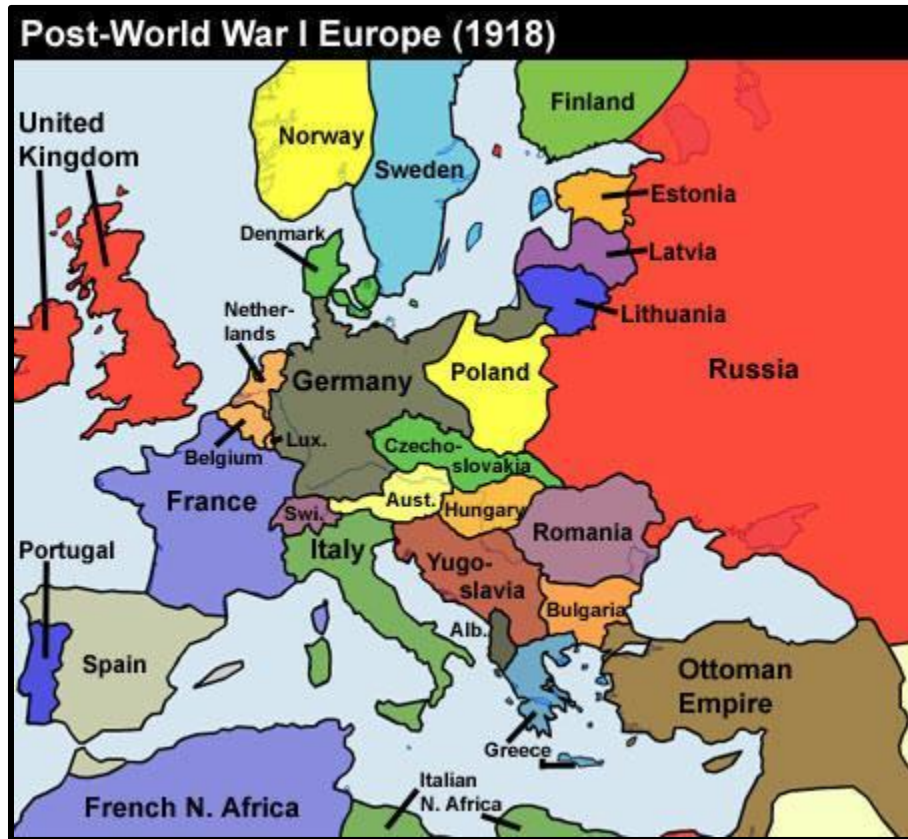 Post-World War I Europe (1918)
United
Kingdom
Norway
Sweden
Finland
Estonia
Denmark
Latvia
Nether-
lands
Lithuania
Germany
Poland
Russia
Belgium
Lux.
Czecho-
slovakia
France
Swi.
Aust.
Hungary
Romania
Portugal
Italy
Yugo-
slavia
Bulgaria
Alb.
Spain
Ottoman
Empire
Greece
French N. Africa
Italian
N. Africa